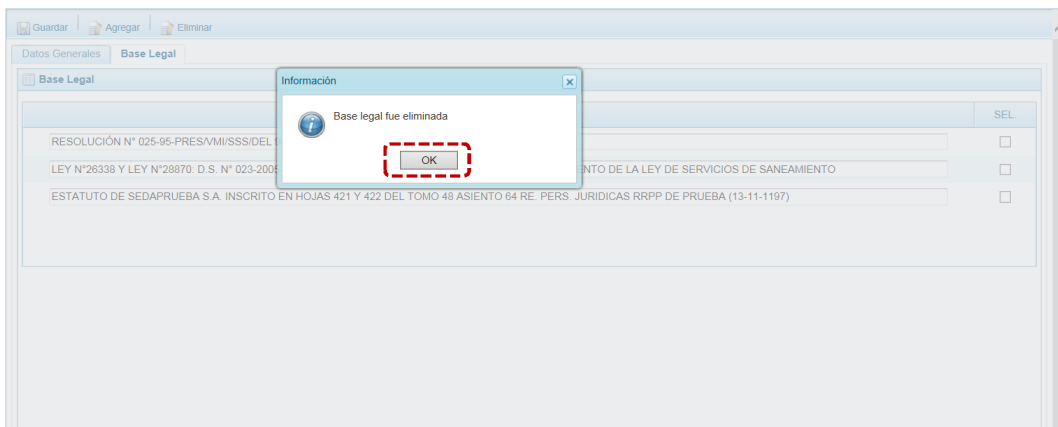 Guardar Agregar Eliminar
Datos Generales Base Legal
Base Legal
Información
Base legal fue eliminada
OK
SEL.
RESOLUCIÓN N° 025-95-PRES/VMI/SSS/DEL
LEY N°26338 Y LEY N°28870: D.S. N° 023-2005 NTO DE LA LEY DE SERVICIOS DE SANEAMIENTO
ESTATUTO DE SEDAPRUEBA S.A. INSCRITO EN HOJAS 421 Y 422 DEL TOMO 48 ASIENTO 64 RE. PERS. JURIDICAS RRPP DE PRUEBA (13-11-1197)